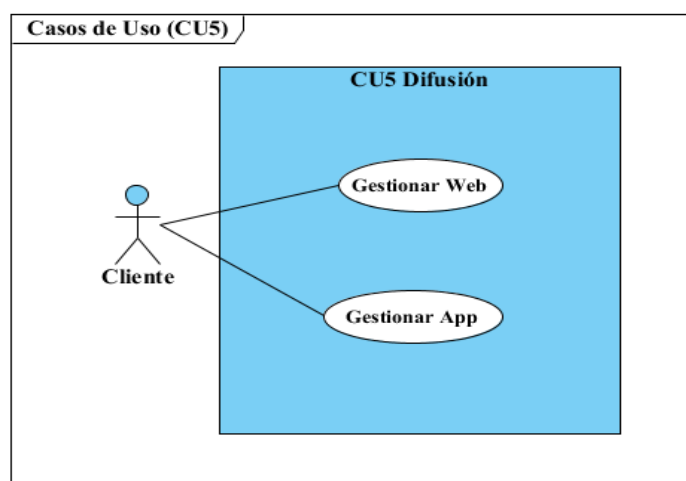 Casos de Uso (CU5)
CU5 Difusión
Gestionar Web
Cliente
Gestionar App